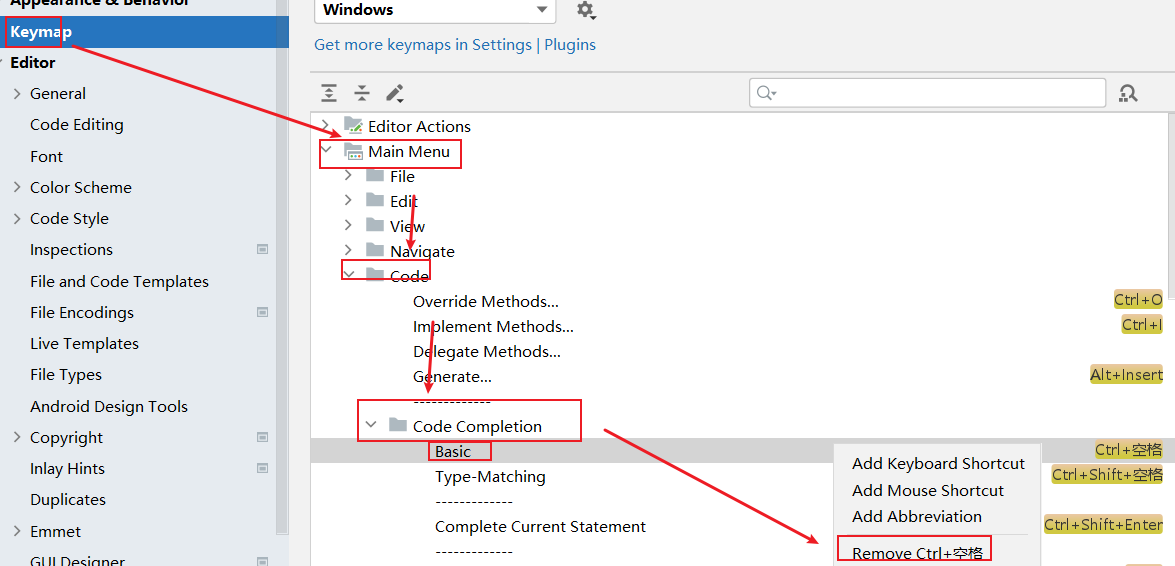 Appearance & Behavior
Keymap
Editor
General
Code Editing
Font
Color Scheme
Code Style
Inspections
File and Code Templates
File Encodings
Live Templates
File Types
Android Design Tools
Copyright
Inlay Hints
Duplicates
Emmet
GUI Designer
Windows
Get more keymaps in Settings | Plugins
Editor Actions
Main Menu
File
Edit
View
Navigate
Code
Override Methods... Ctrl+O
Implement Methods... Ctrl+I
Delegate Methods...
Generate... Alt+Insert
-------------
Code Completion
Basic Ctrl+空格
Type-Matching Ctrl+Shift+空格
-------------
Complete Current Statement Ctrl+Shift+Enter
-------------
Add Keyboard Shortcut
Add Mouse Shortcut
Add Abbreviation
Remove Ctrl+空格